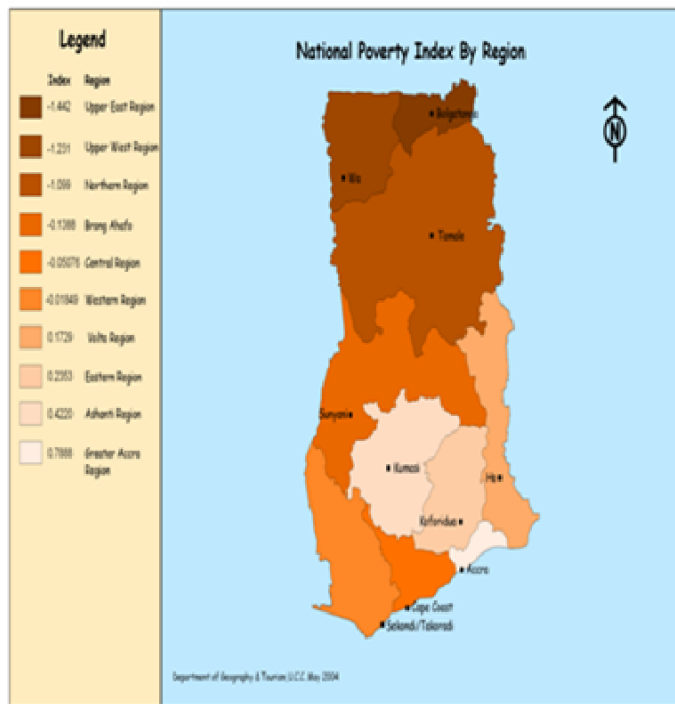 Legend
Index Region
-1.442 Upper East Region
-1.231 Upper West Region
-1.099 Northern Region
-0.1388 Brong Ahafo
-0.05076 Central Region
-0.01849 Western Region
0.1729 Volta Region
0.2353 Eastern Region
0.4220 Ashanti Region
0.7888 Greater Accra
Region
National Poverty Index By Region
N
Bolgatanga
Wa
Tamale
Sunyani
Kumasi
Ho
Koforidua
Accra
Cape Coast
Sekondi/Takoradi
Department of Geography & Tourism,U.C.C. May 2004